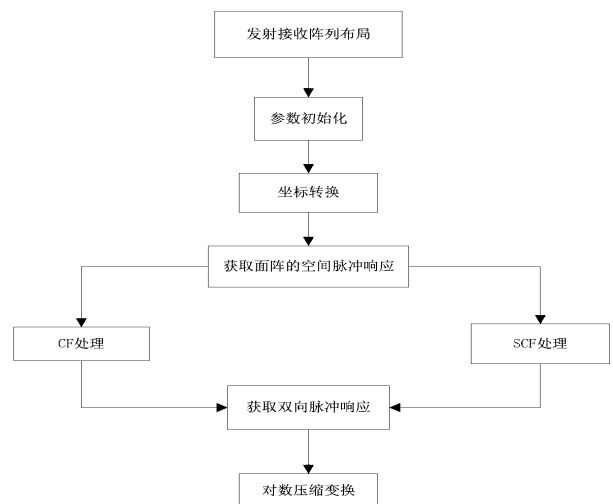 发射接收阵列布局
参数初始化
坐标转换
获取面阵的空间脉冲响应
CF处理
SCF处理
获取双向脉冲响应
对数压缩变换